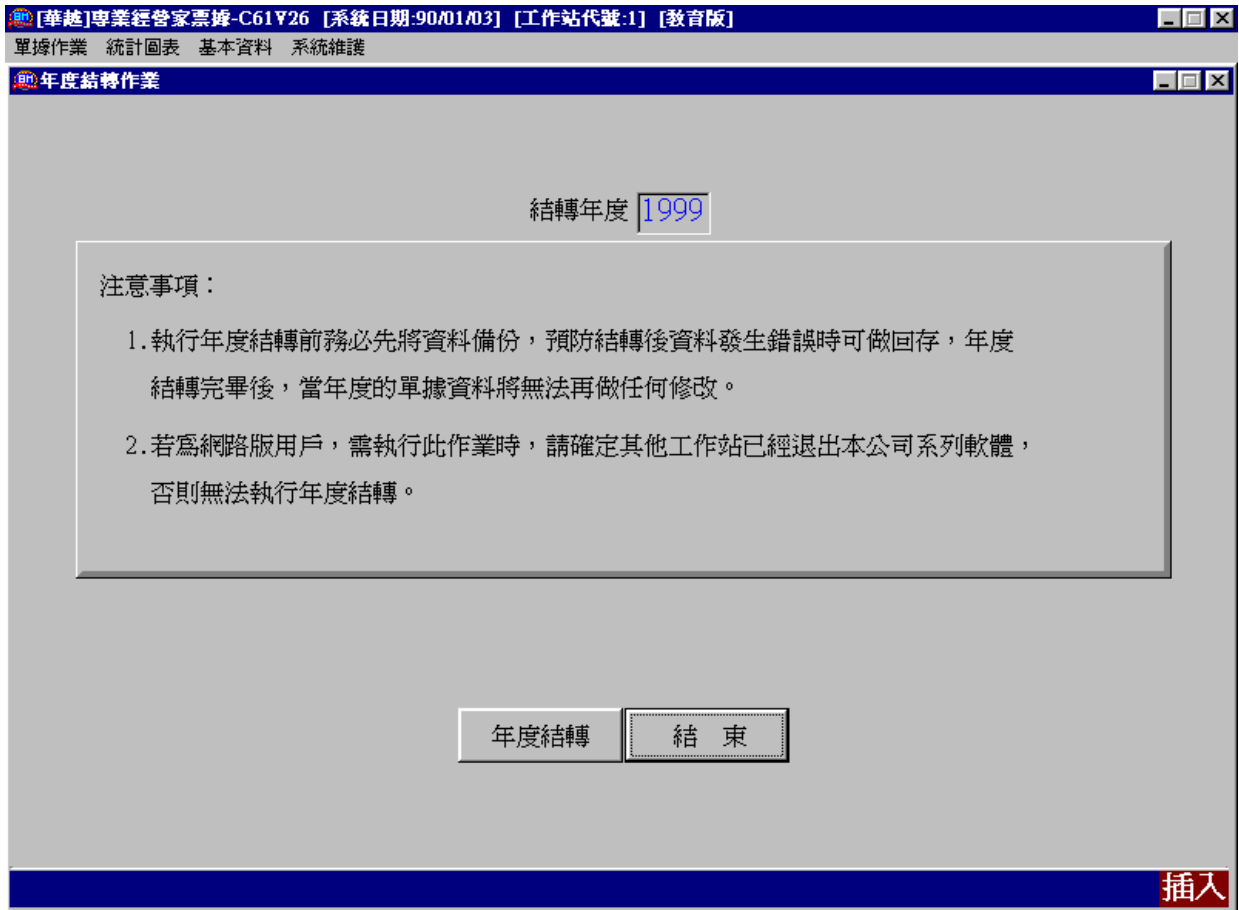 [華越]專業經營家票據-C61V26 [系統日期:90/01/03] [工作站代號:1] [教育版]
單據作業 統計圖表 基本資料 系統維護
年度結轉作業
結轉年度 1999
注意事項：
1.執行年度結轉前務必先將資料備份，預防結轉後資料發生錯誤時可做回存，年度
結轉完畢後，當年度的單據資料將無法再做任何修改。
2.若為網路版用戶，需執行此作業時，請確定其他工作站已經退出本公司系列軟體，
否則無法執行年度結轉。
年度結轉 結 束
插入